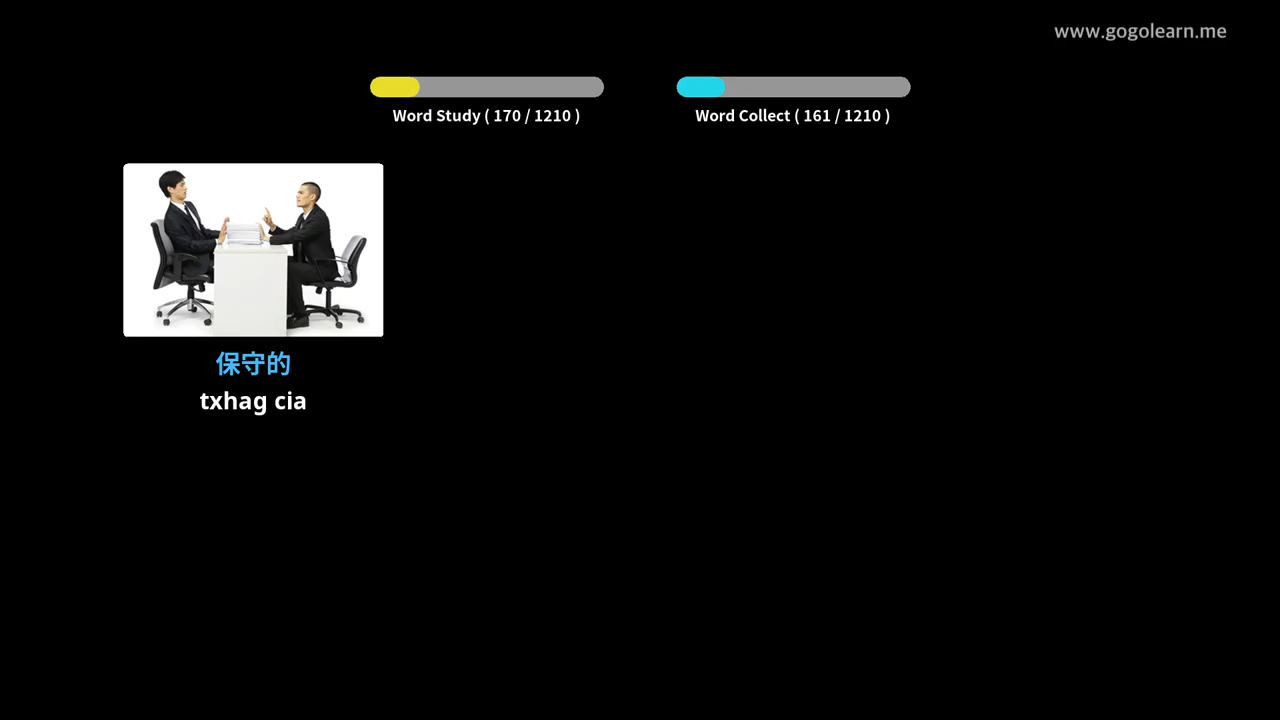 www.gogolearn.me
Word Study ( 170 / 1210 )
Word Collect ( 161 / 1210 )
保守的
txhag cia